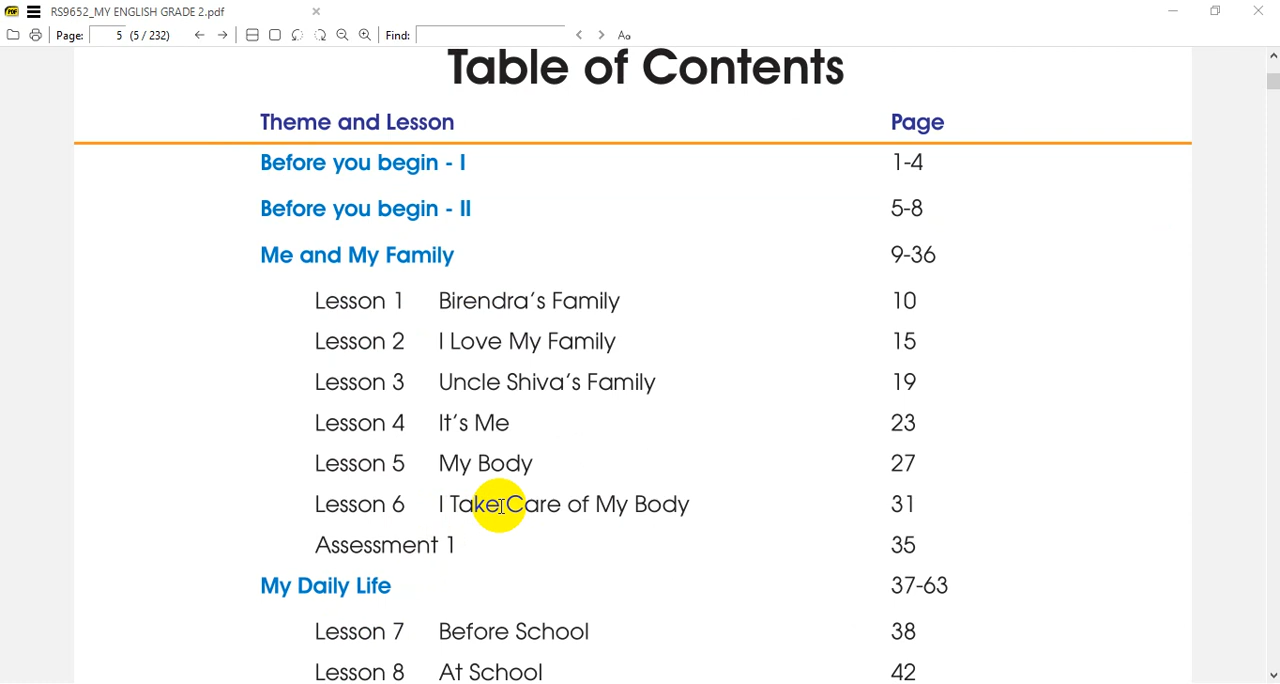 RS9652_MY ENGLISH GRADE 2.pdf
Page: 5 (5 / 232) Find:
Table of Contents
Theme and Lesson Page
Before you begin - I 1-4
Before you begin - II 5-8
Me and My Family 9-36
Lesson 1 Birendra's Family 10
Lesson 2 I Love My Family 15
Lesson 3 Uncle Shiva's Family 19
Lesson 4 It's Me 23
Lesson 5 My Body 27
Lesson 6 I Take Care of My Body 31
Assessment 1 35
My Daily Life 37-63
Lesson 7 Before School 38
Lesson 8 At School 42